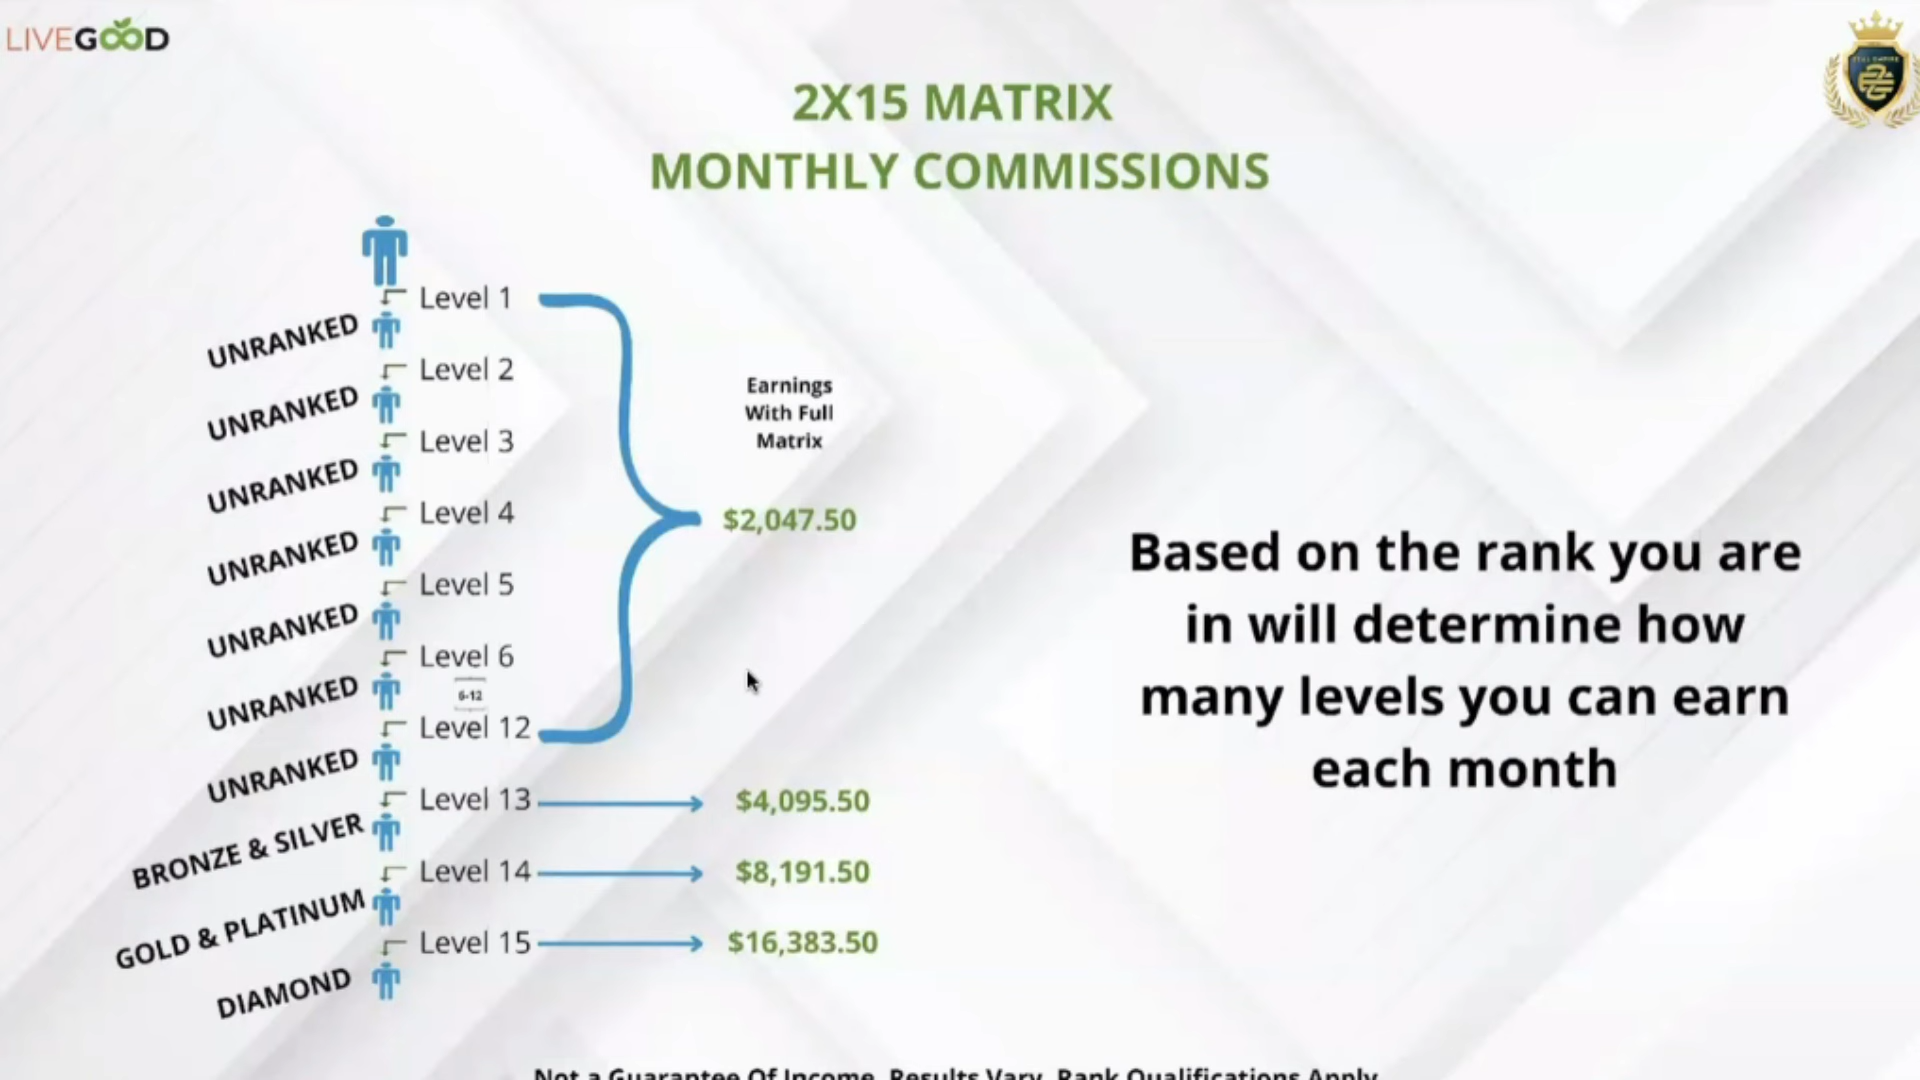 LIVEGOOD
2X15 MATRIX
MONTHLY COMMISSIONS
Level 1
UNRANKED
Level 2
UNRANKED
Level 3
UNRANKED
Level 4
UNRANKED
Level 5
UNRANKED
Level 6
6-12
UNRANKED
Level 12
UNRANKED
Level 13
BRONZE & SILVER
Level 14
GOLD & PLATINUM
Level 15
DIAMOND
Earnings
With Full
Matrix
$2,047.50
$4,095.50
$8,191.50
$16,383.50
Based on the rank you are
in will determine how
many levels you can earn
each month
Not a Guarantee Of Income. Results Vary. Rank Qualifications Apply